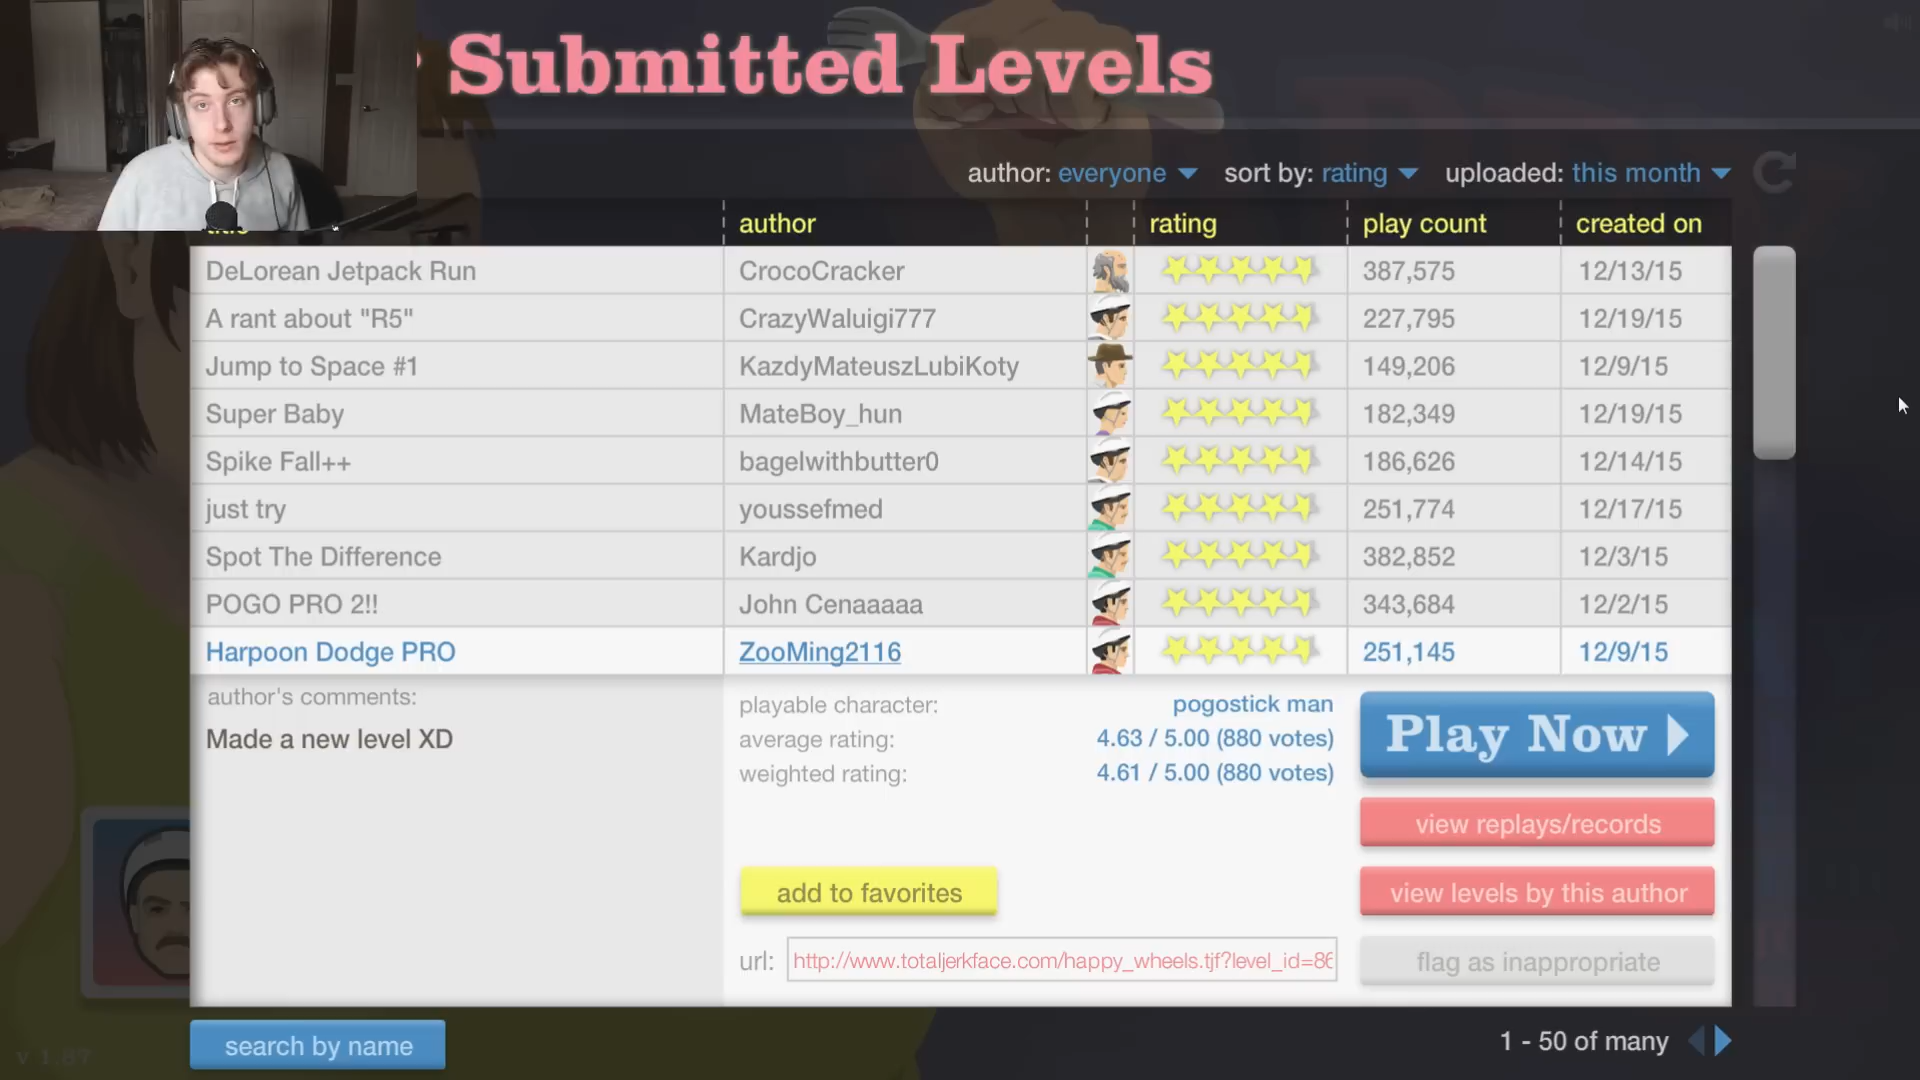 Submitted Levels
author: everyone sort by: rating uploaded: this month
title author rating play count created on
DeLorean Jetpack Run CrocoCracker 387,575 12/13/15
A rant about "R5" CrazyWaluigi777 227,795 12/19/15
Jump to Space #1 KazdyMateuszLubiKoty 149,206 12/9/15
Super Baby MateBoy_hun 182,349 12/19/15
Spike Fall++ bagelwithbutter0 186,626 12/14/15
just try youssefmed 251,774 12/17/15
Spot The Difference Kardjo 382,852 12/3/15
POGO PRO 2!! John Cenaaaaa 343,684 12/2/15
Harpoon Dodge PRO ZooMing2116 251,145 12/9/15
author's comments:
Made a new level XD
playable character: pogostick man
average rating: 4.63 / 5.00 (880 votes)
weighted rating: 4.61 / 5.00 (880 votes)
Play Now
view replays/records
add to favorites
view levels by this author
url: http://www.totaljerkface.com/happy_wheels.tjf?level_id=86
flag as inappropriate
search by name
1 - 50 of many
v 1.87